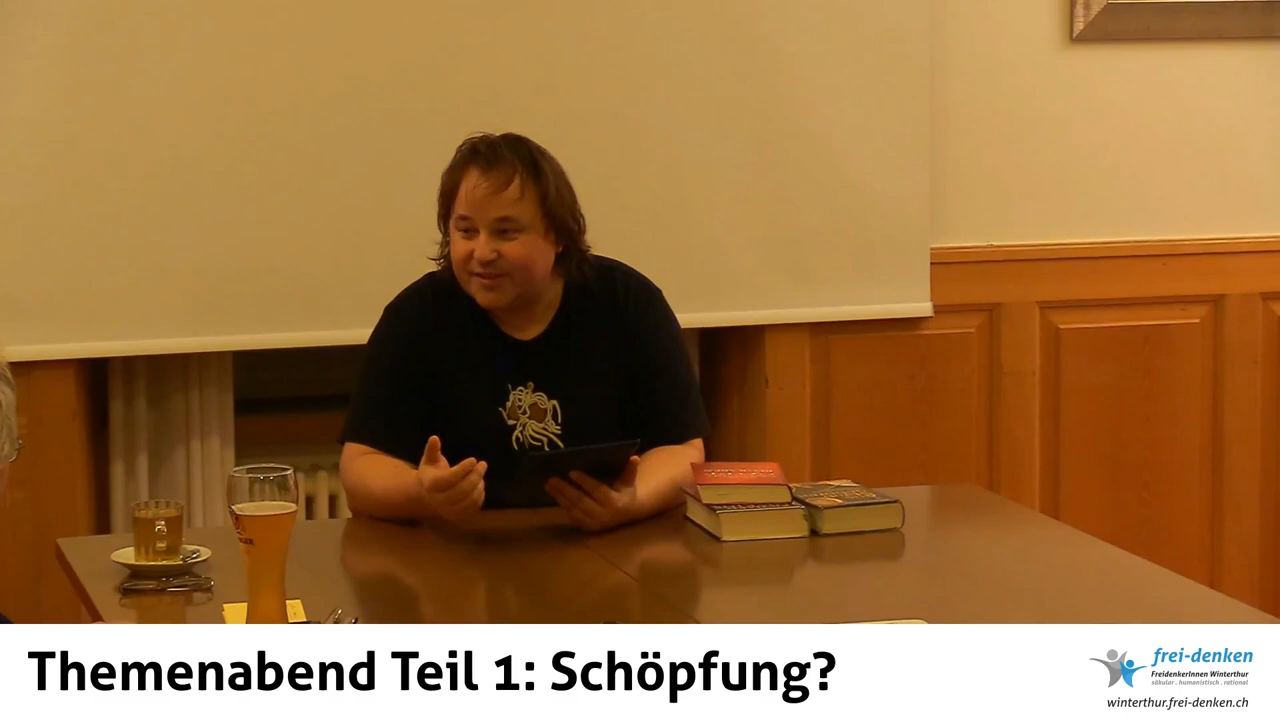 Themenabend Teil 1: Schöpfung?
frei-denken
FreidenkerInnen Winterthur
säkular . humanistisch . rational
winterthur.frei-denken.ch